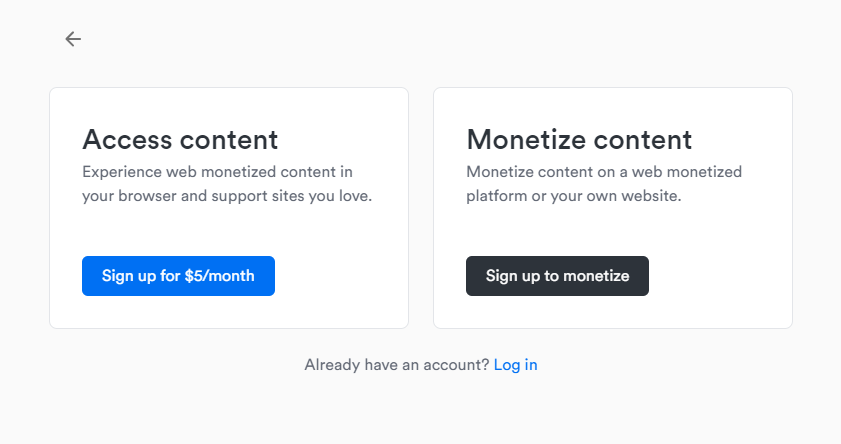 Access content
Experience web monetized content in
your browser and support sites you love.
Sign up for $5/month
Monetize content
Monetize content on a web monetized
platform or your own website.
Sign up to monetize
Already have an account? Log in